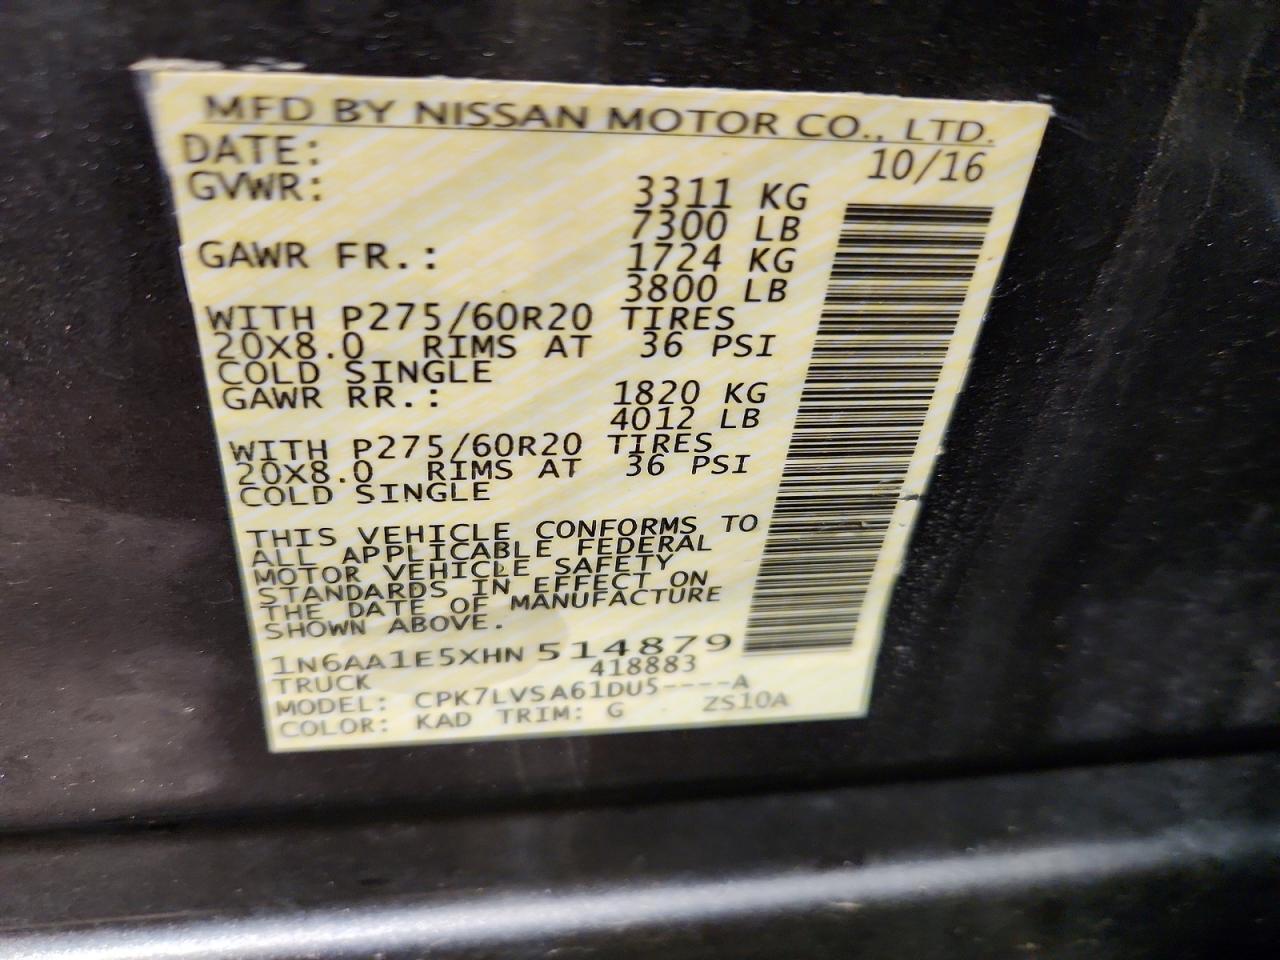 MFD BY NISSAN MOTOR CO., LTD.
DATE: 10/16
GVWR: 3311 KG
7300 LB
GAWR FR.: 1724 KG
3800 LB
WITH P275/60R20 TIRES
20X8.0 RIMS AT 36 PSI
COLD SINGLE
GAWR RR.: 1820 KG
4012 LB
WITH P275/60R20 TIRES
20X8.0 RIMS AT 36 PSI
COLD SINGLE
THIS VEHICLE CONFORMS TO
ALL APPLICABLE FEDERAL
MOTOR VEHICLE SAFETY
STANDARDS IN EFFECT ON
THE DATE OF MANUFACTURE
SHOWN ABOVE.
1N6AA1E5XHN 514879
TRUCK 418883
MODEL: CPK7LVSA61DU5----A
COLOR: KAD TRIM: G ZS10A